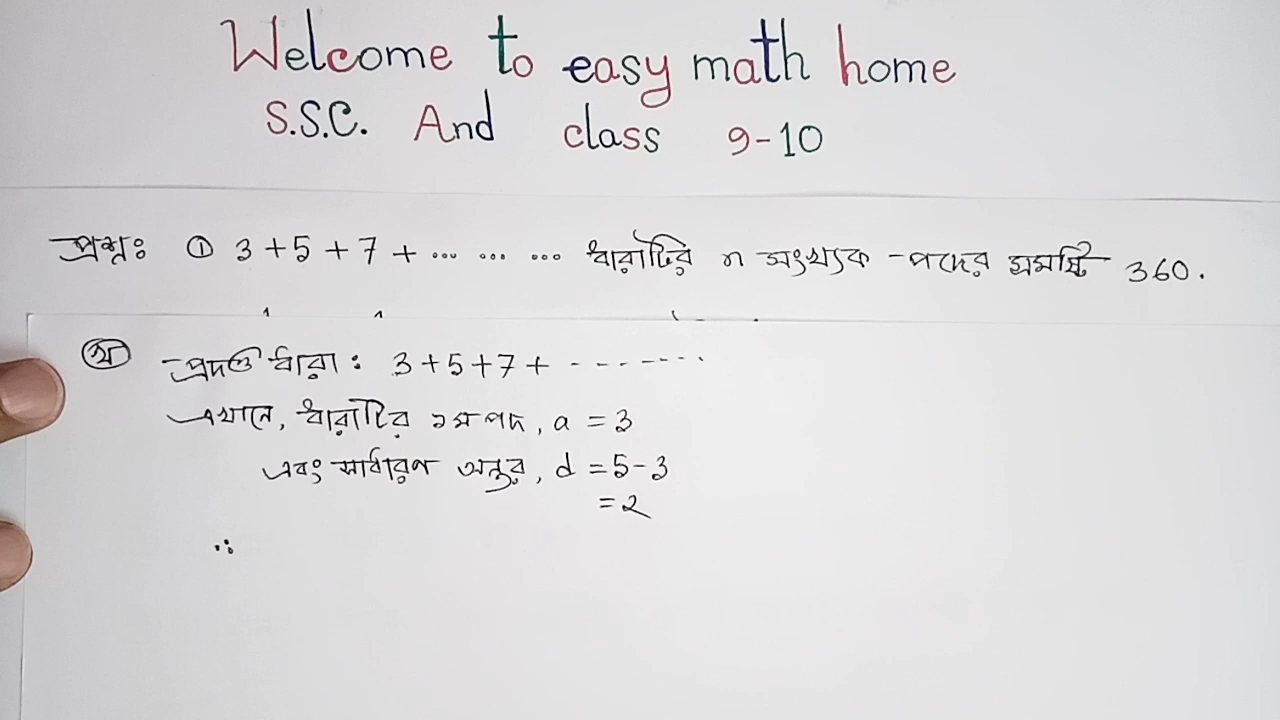 Welcome to easy math home
S.S.C. And class 9-10
প্রশ্নঃ ① 3 + 5 + 7 + ... ... ... ধারাটির n সংখ্যক পদের সমষ্টি 360.
প্রদত্ত ধারা : 3 + 5 + 7 + - - - - - - -
এখানে, ধারাটির ১ম পদ, a = 3
এবং সাধারণ অন্তর, d = 5 - 3
= 2
∴